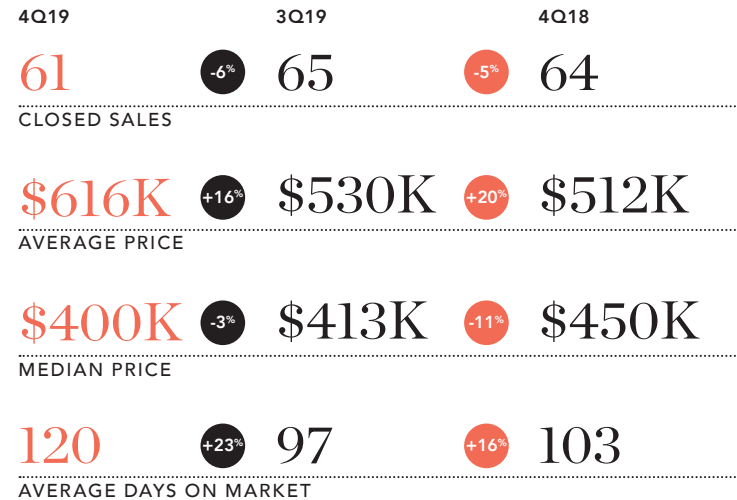 4Q19 3Q19 4Q18
61 -6% 65 -5% 64
CLOSED SALES
$616K +16% $530K +20% $512K
AVERAGE PRICE
$400K -3% $413K -11% $450K
MEDIAN PRICE
120 +23% 97 +16% 103
AVERAGE DAYS ON MARKET